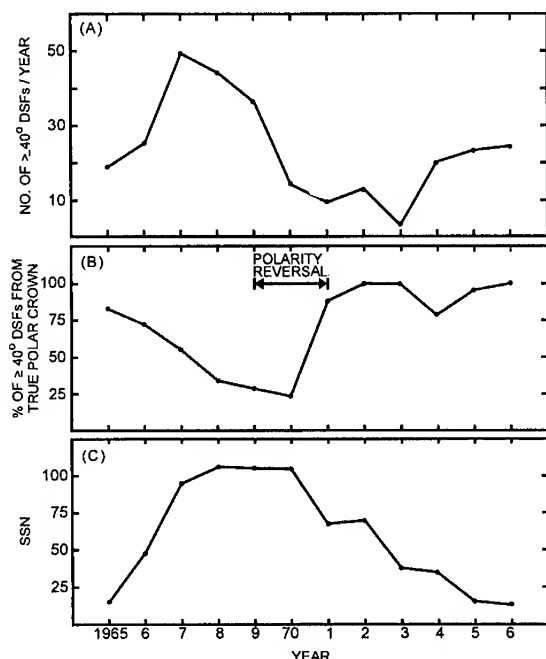 (A)
NO. OF ≥40° DSFs / YEAR
50
30
10
(B)
POLARITY
REVERSAL
% OF ≥ 40° DSFs FROM
TRUE POLAR CROWN
100
75
50
25
(C)
SSN
100
75
50
25
1965 6 7 8 9 70 1 2 3 4 5 6
YEAR